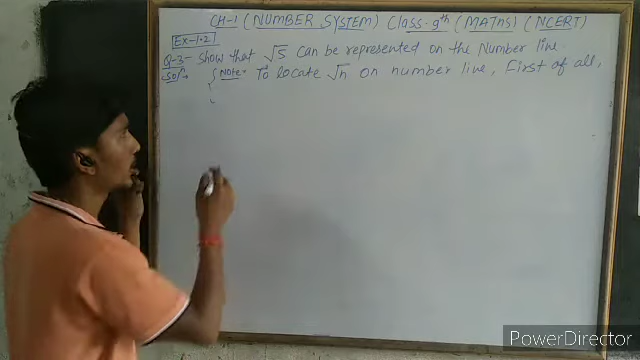 CH-1 (NUMBER SYSTEM) Class-9th (MATHS) (NCERT)
Ex-1.2
Q-3- Show that √5 can be represented on the Number line.
Solⁿ- {Note- To locate √n on number line, First of all,
PowerDirector